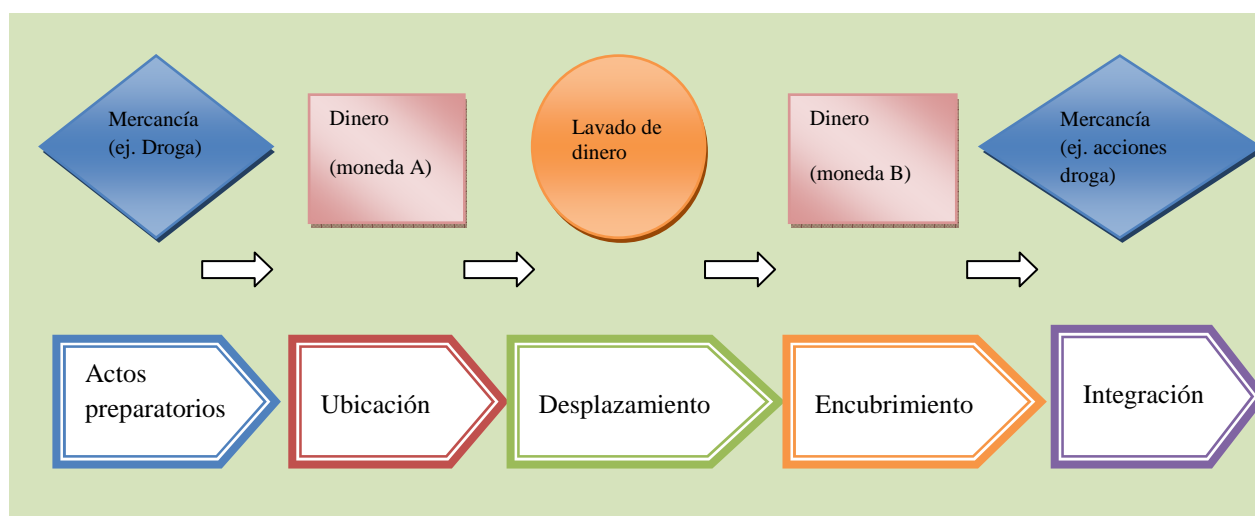 Mercancía
(ej. Droga)
Dinero
(moneda A)
Lavado de
dinero
Dinero
(moneda B)
Mercancía
(ej. acciones
droga)
Actos
preparatorios
Ubicación
Desplazamiento
Encubrimiento
Integración